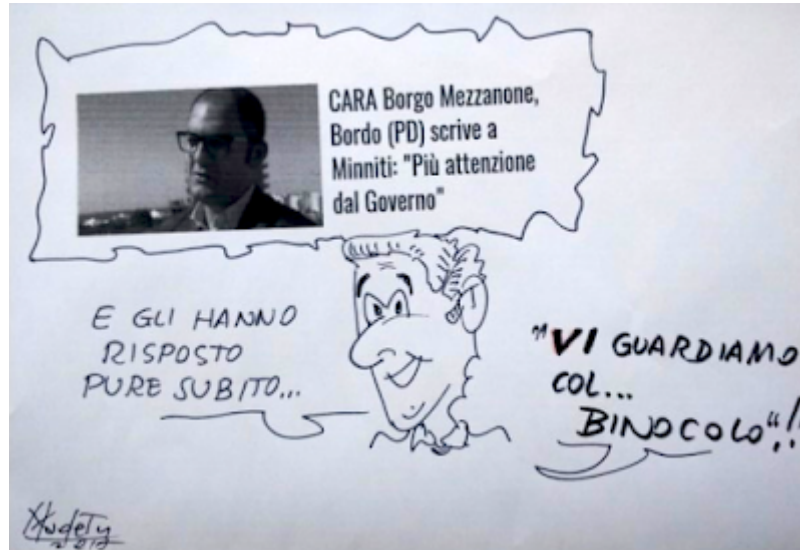 CARA Borgo Mezzanone,
Bordo (PD) scrive a
Minniti: "Più attenzione
dal Governo"
E GLI HANNO
RISPOSTO
PURE SUBITO...
"VI GUARDIAMO
COL...
BINOCOLO"!!